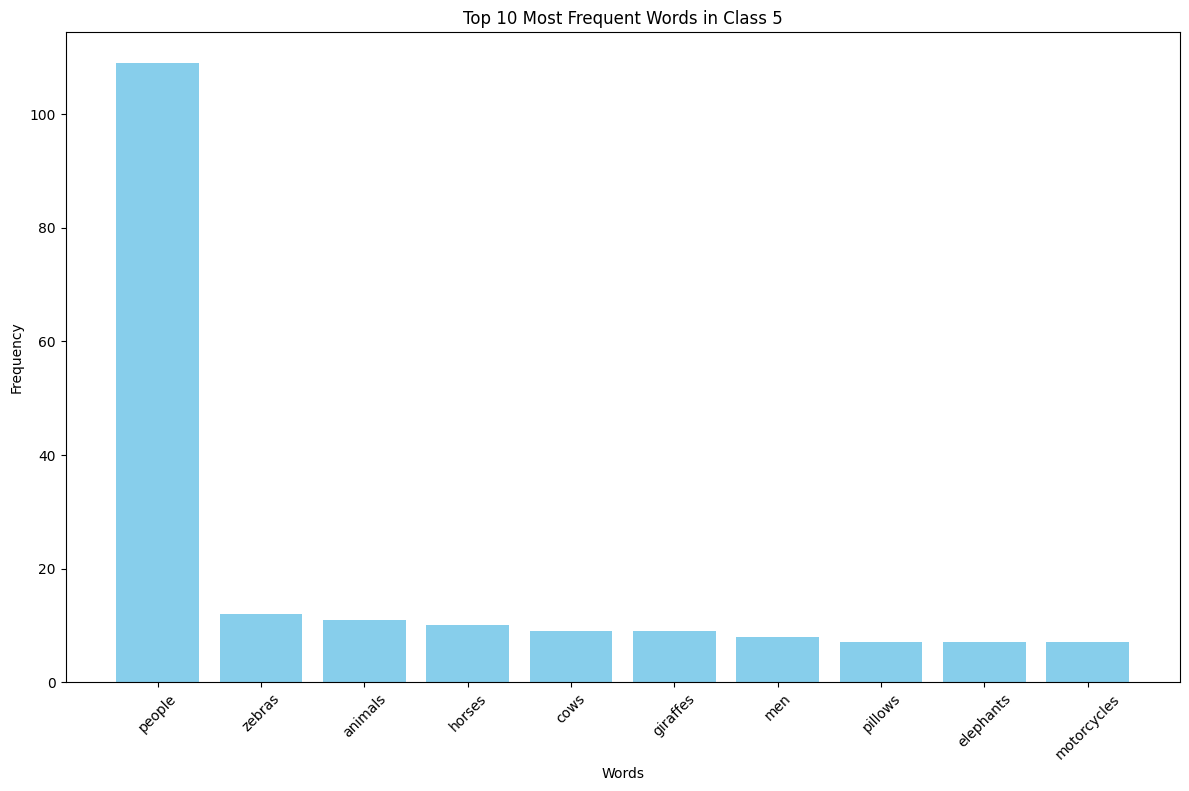 Top 10 Most Frequent Words in Class 5
Frequency
100
80
60
40
20
0
people
zebras
animals
horses
cows
giraffes
men
pillows
elephants
motorcycles
Words